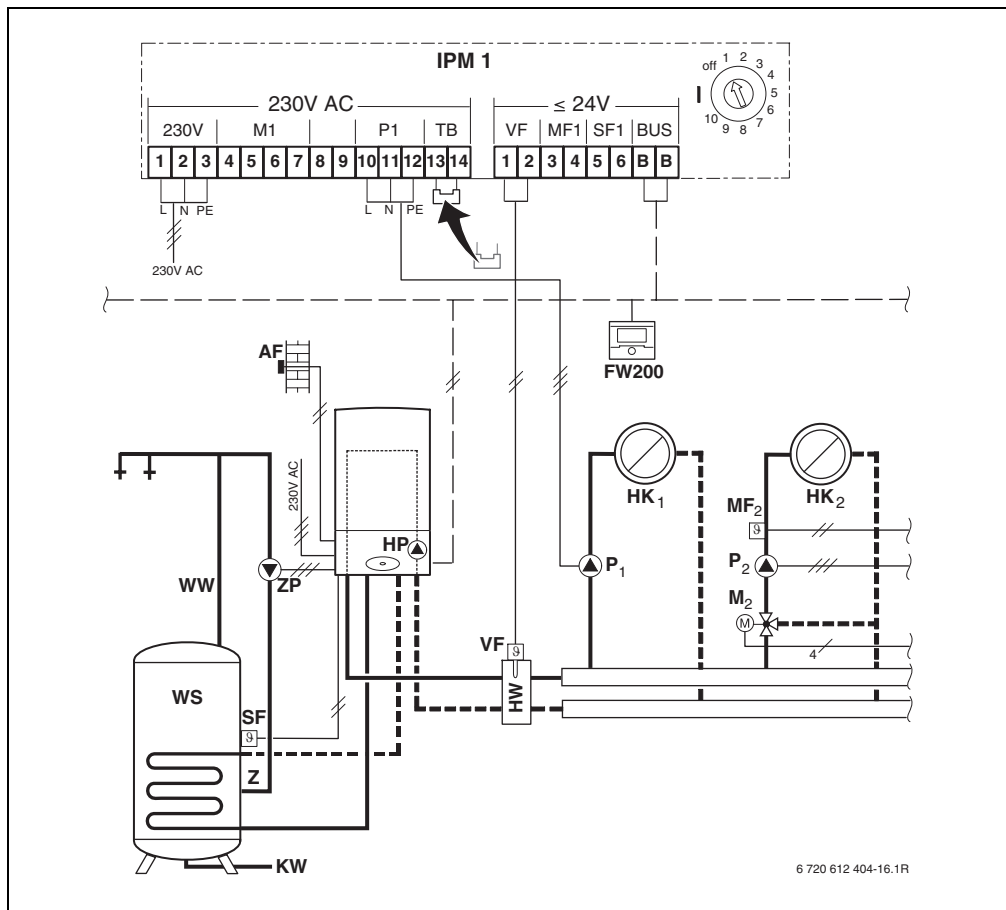 IPM 1
230V AC
≤ 24V
230V M1 P1 TB
VF MF1 SF1 BUS
1 2 3 4 5 6 7 8 9 10 11 12 13 14
1 2 3 4 5 6 B B
I
off 1 2 3 4 5 6 7 8 9 10
L N PE
L N PE
230V AC
FW200
AF
230V AC
HK1
HK2
MF2
HP
P1
P2
ZP
WW
M2
M
VF
ϑ
ϑ
4
HW
WS
SF
ϑ
Z
KW
6 720 612 404-16.1R